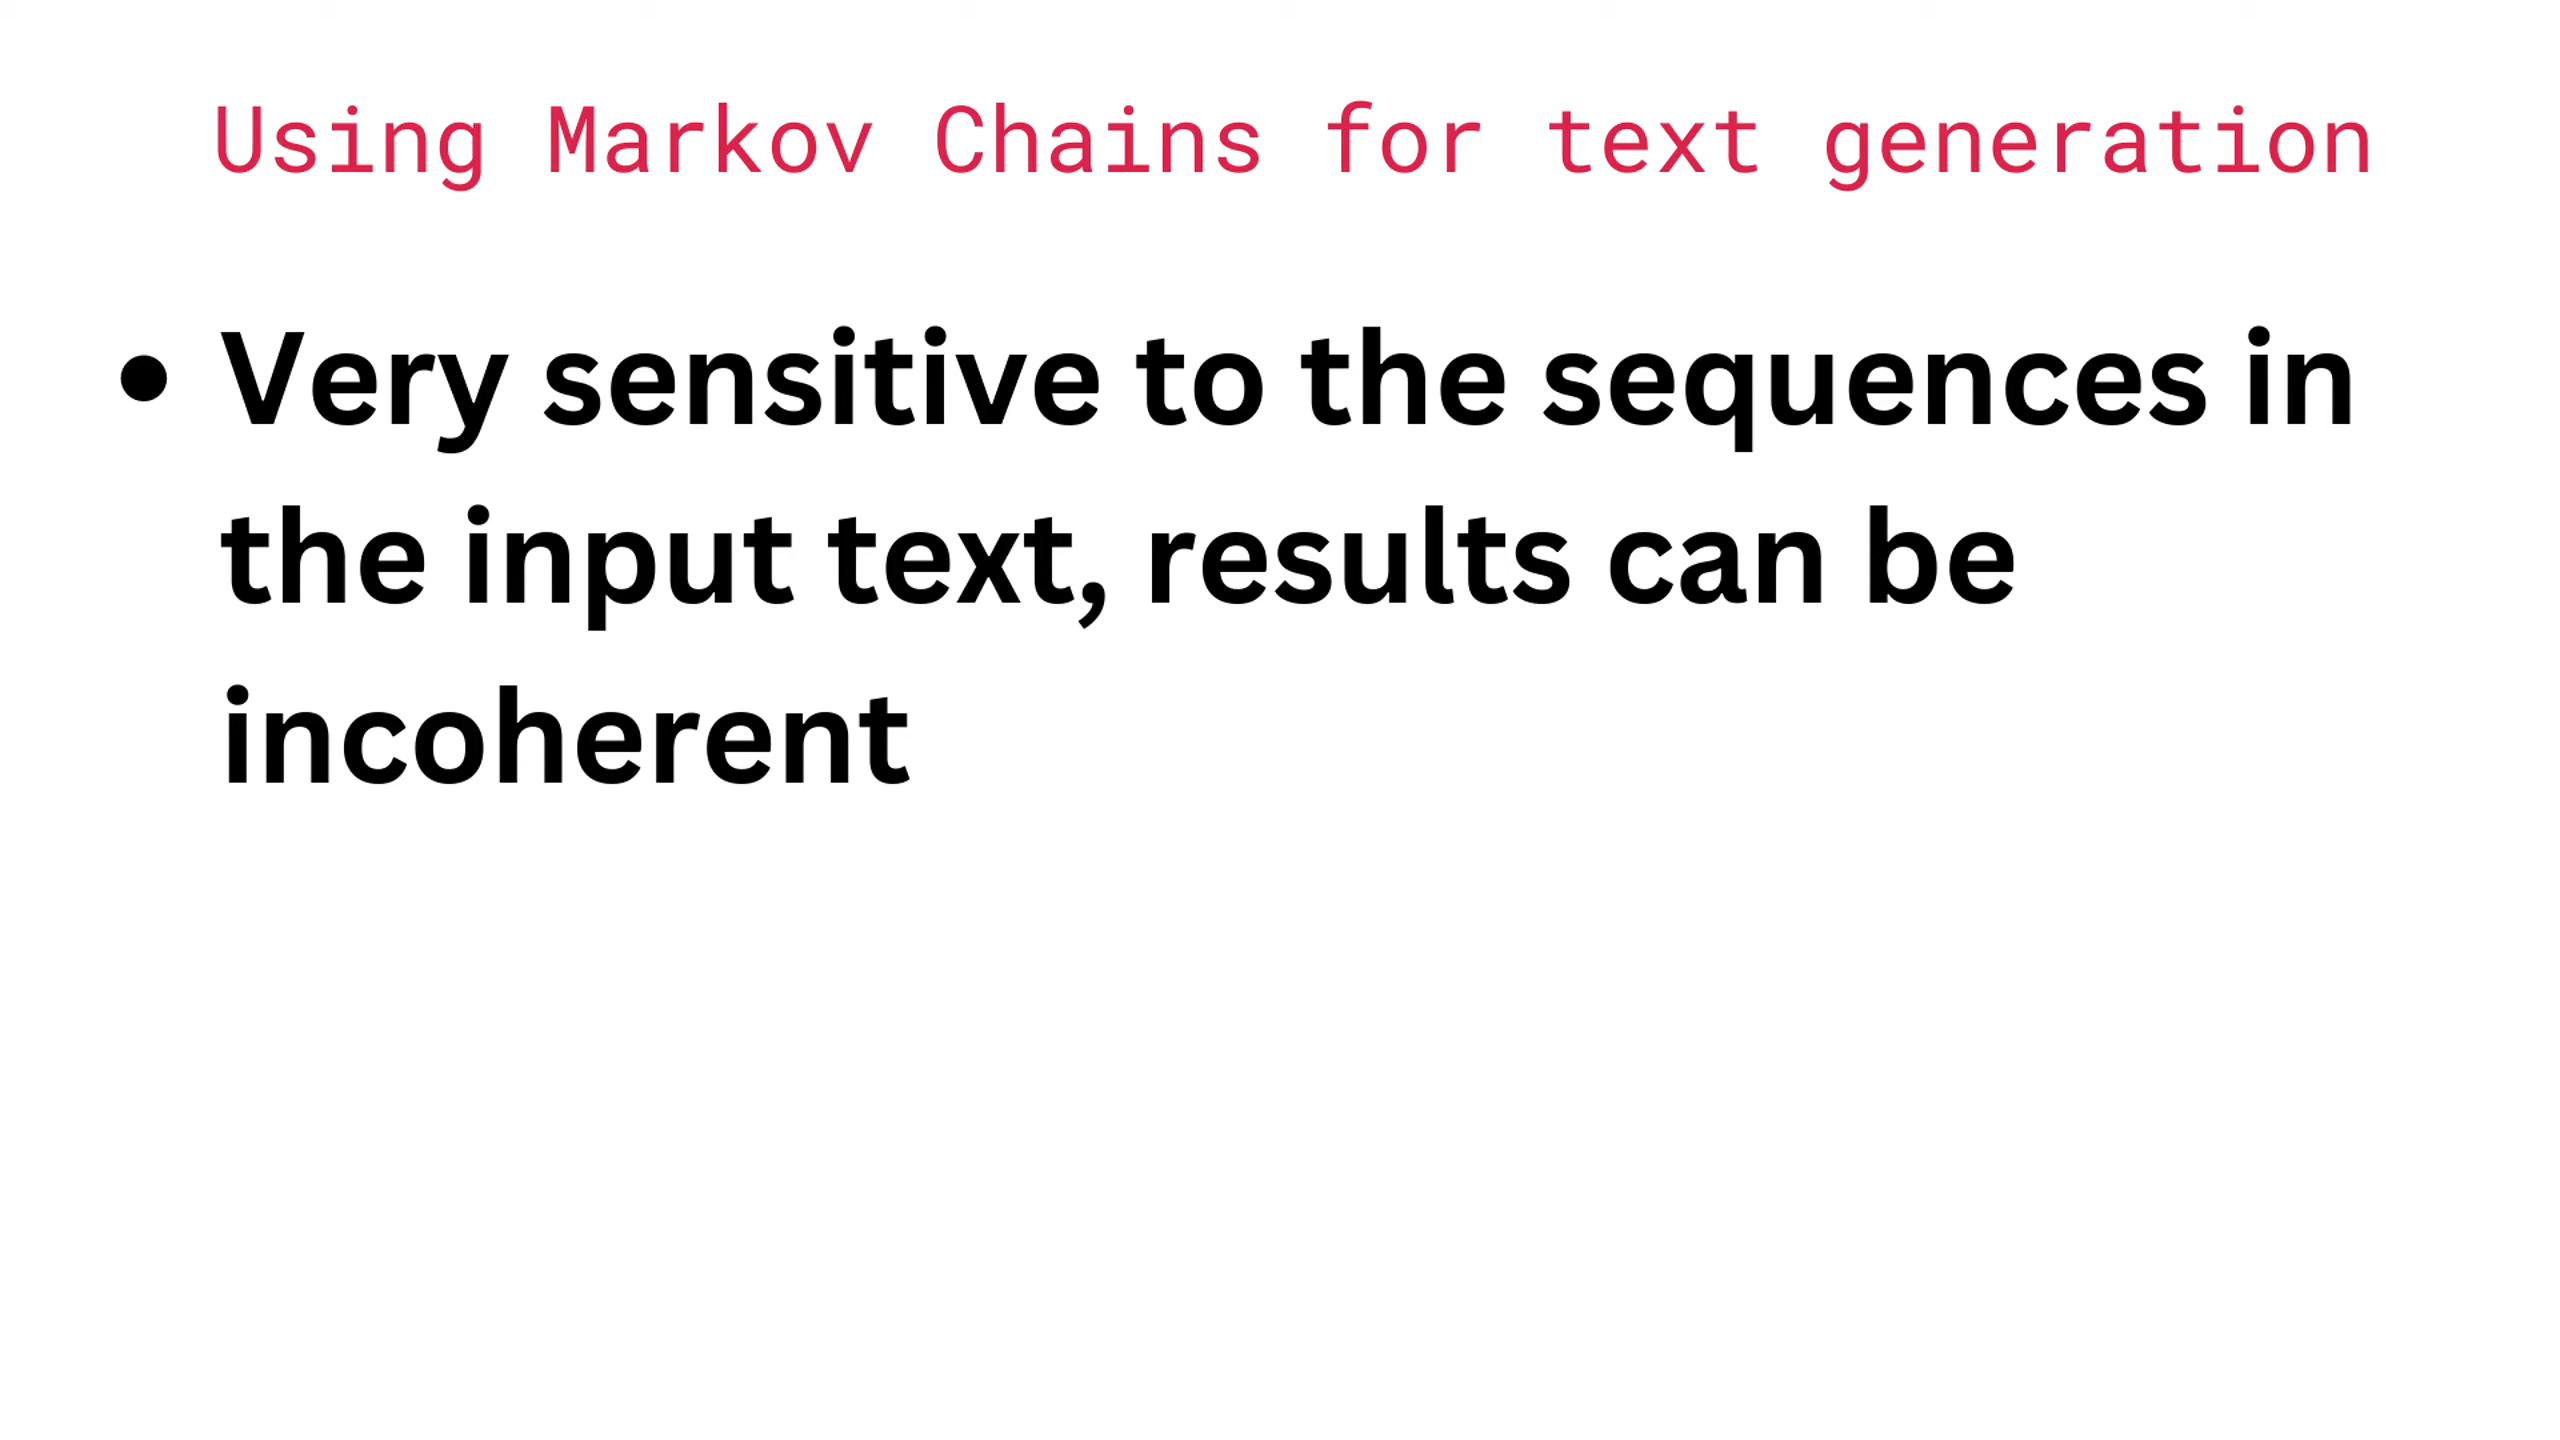 Using Markov Chains for text generation
• Very sensitive to the sequences in
the input text, results can be
incoherent